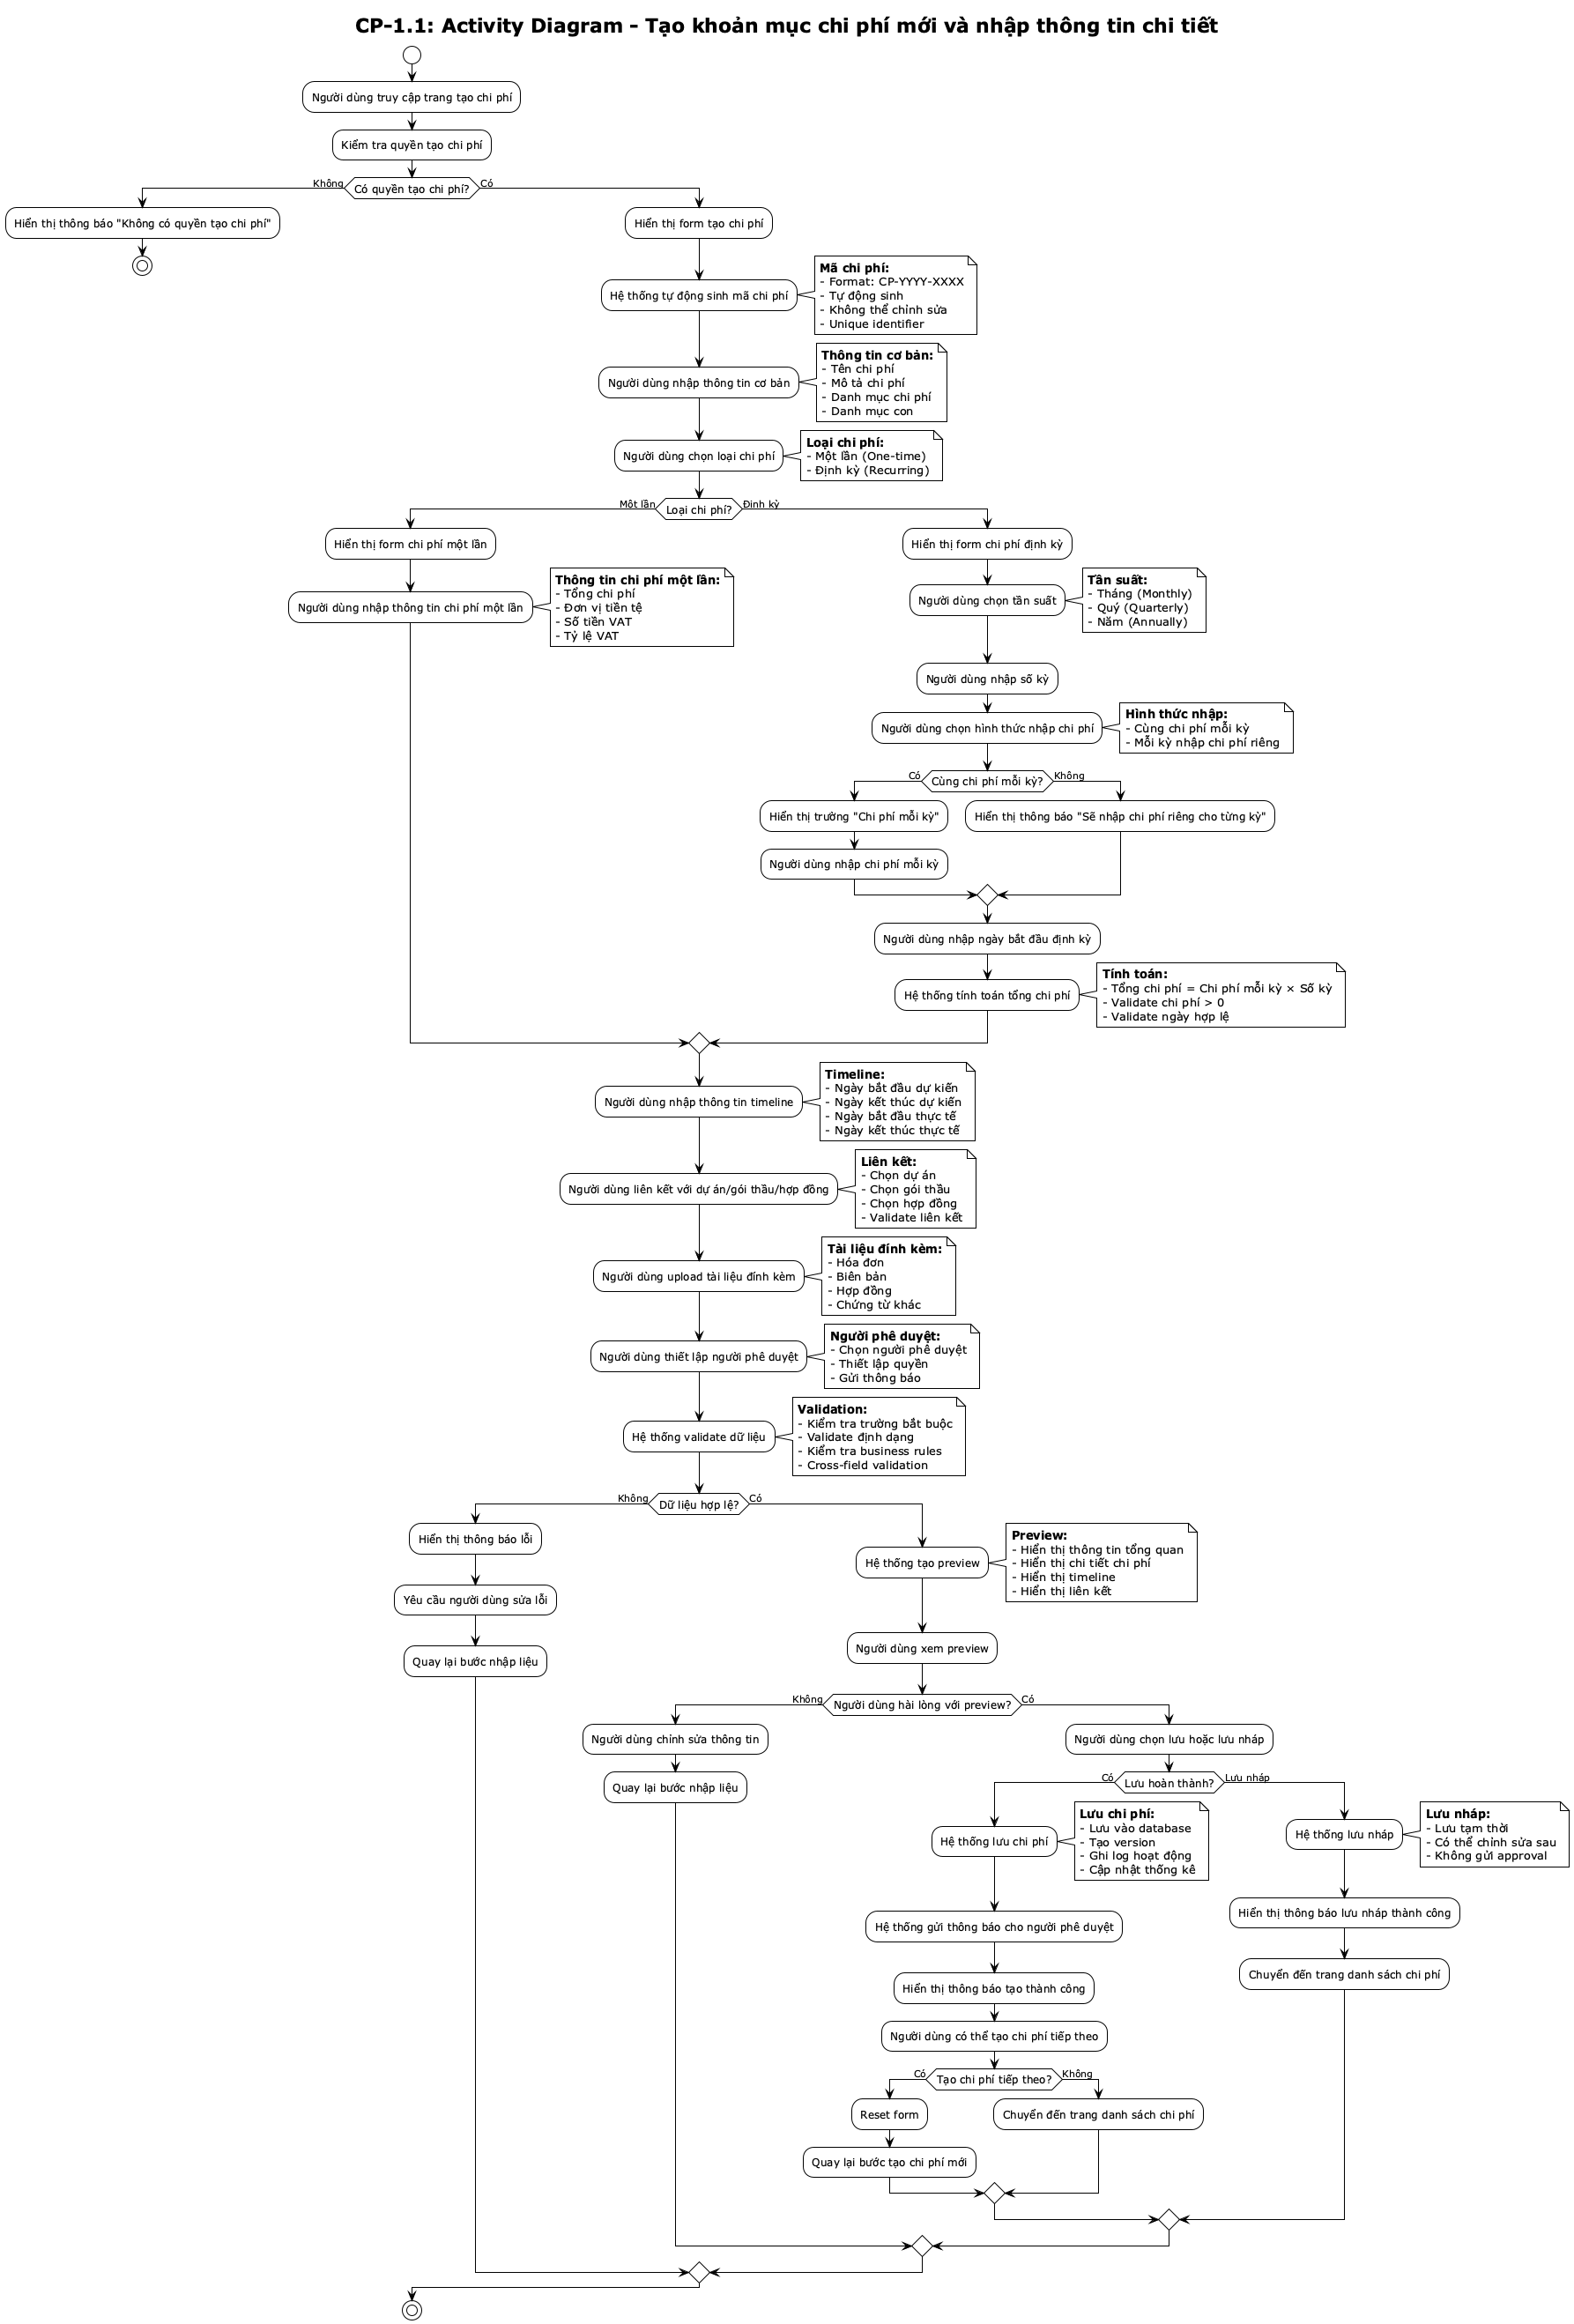 CP-1.1: Activity Diagram - Tạo khoản mục chi phí mới và nhập thông tin chi tiết
Người dùng truy cập trang tạo chi phí
Kiểm tra quyền tạo chi phí
Không
Có quyền tạo chi phí?
Có
Hiển thị thông báo "Không có quyền tạo chi phí"
Hiển thị form tạo chi phí
Hệ thống tự động sinh mã chi phí
Mã chi phí:
- Format: CP-YYYY-XXXX
- Tự động sinh
- Không thể chỉnh sửa
- Unique identifier
Người dùng nhập thông tin cơ bản
Thông tin cơ bản:
- Tên chi phí
- Mô tả chi phí
- Danh mục chi phí
- Danh mục con
Người dùng chọn loại chi phí
Loại chi phí:
- Một lần (One-time)
- Định kỳ (Recurring)
Một lần
Loại chi phí?
Định kỳ
Hiển thị form chi phí một lần
Người dùng nhập thông tin chi phí một lần
Thông tin chi phí một lần:
- Tổng chi phí
- Đơn vị tiền tệ
- Số tiền VAT
- Tỷ lệ VAT
Hiển thị form chi phí định kỳ
Người dùng chọn tần suất
Tần suất:
- Tháng (Monthly)
- Quý (Quarterly)
- Năm (Annually)
Người dùng nhập số kỳ
Người dùng chọn hình thức nhập chi phí
Hình thức nhập:
- Cùng chi phí mỗi kỳ
- Mỗi kỳ nhập chi phí riêng
Có
Cùng chi phí mỗi kỳ?
Không
Hiển thị trường "Chi phí mỗi kỳ"
Hiển thị thông báo "Sẽ nhập chi phí riêng cho từng kỳ"
Người dùng nhập chi phí mỗi kỳ
Người dùng nhập ngày bắt đầu định kỳ
Hệ thống tính toán tổng chi phí
Tính toán:
- Tổng chi phí = Chi phí mỗi kỳ × Số kỳ
- Validate chi phí > 0
- Validate ngày hợp lệ
Người dùng nhập thông tin timeline
Timeline:
- Ngày bắt đầu dự kiến
- Ngày kết thúc dự kiến
- Ngày bắt đầu thực tế
- Ngày kết thúc thực tế
Người dùng liên kết với dự án/gói thầu/hợp đồng
Liên kết:
- Chọn dự án
- Chọn gói thầu
- Chọn hợp đồng
- Validate liên kết
Người dùng upload tài liệu đính kèm
Tài liệu đính kèm:
- Hóa đơn
- Biên bản
- Hợp đồng
- Chứng từ khác
Người dùng thiết lập người phê duyệt
Người phê duyệt:
- Chọn người phê duyệt
- Thiết lập quyền
- Gửi thông báo
Hệ thống validate dữ liệu
Validation:
- Kiểm tra trường bắt buộc
- Validate định dạng
- Kiểm tra business rules
- Cross-field validation
Không
Dữ liệu hợp lệ?
Có
Hiển thị thông báo lỗi
Yêu cầu người dùng sửa lỗi
Quay lại bước nhập liệu
Hệ thống tạo preview
Preview:
- Hiển thị thông tin tổng quan
- Hiển thị chi tiết chi phí
- Hiển thị timeline
- Hiển thị liên kết
Người dùng xem preview
Không
Người dùng hài lòng với preview?
Có
Người dùng chỉnh sửa thông tin
Quay lại bước nhập liệu
Người dùng chọn lưu hoặc lưu nháp
Có
Lưu hoàn thành?
Lưu nháp
Hệ thống lưu chi phí
Lưu chi phí:
- Lưu vào database
- Tạo version
- Ghi log hoạt động
- Cập nhật thống kê
Hệ thống lưu nháp
Lưu nháp:
- Lưu tạm thời
- Có thể chỉnh sửa sau
- Không gửi approval
Hệ thống gửi thông báo cho người phê duyệt
Hiển thị thông báo lưu nháp thành công
Hiển thị thông báo tạo thành công
Chuyển đến trang danh sách chi phí
Người dùng có thể tạo chi phí tiếp theo
Có
Tạo chi phí tiếp theo?
Không
Reset form
Chuyển đến trang danh sách chi phí
Quay lại bước tạo chi phí mới